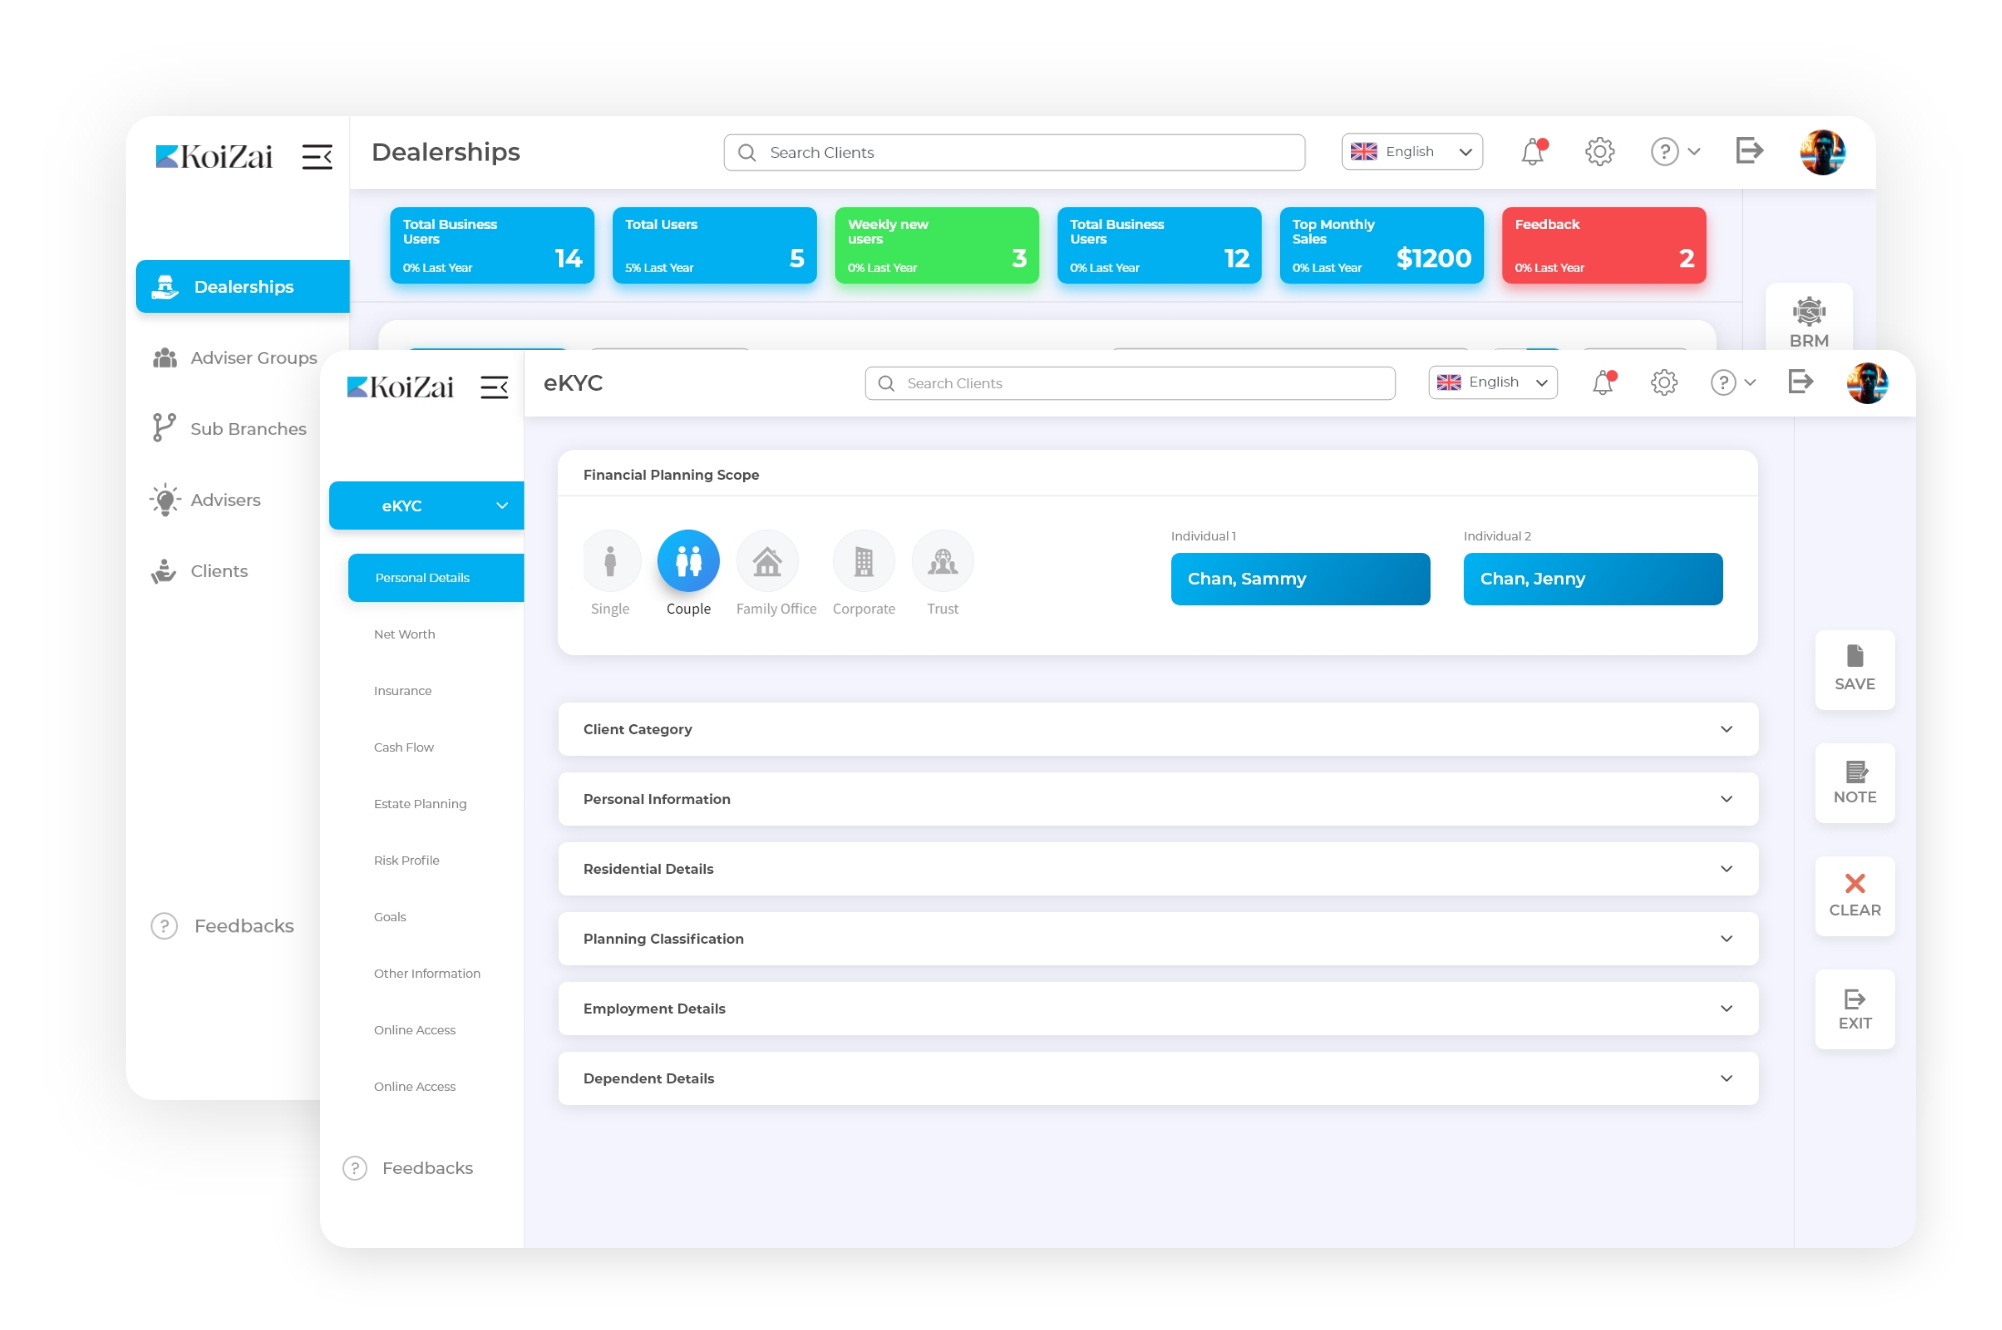 KoiZai
Dealerships
Search Clients
English
?
Total Business
Users
0% Last Year
14
Total Users
5% Last Year
5
Weekly new
users
0% Last Year
3
Total Business
Users
0% Last Year
12
Top Monthly
Sales
0% Last Year
$1200
Feedback
0% Last Year
2
Dealerships
Adviser Groups
Sub Branches
Advisers
Clients
? Feedbacks
BRM
KoiZai
eKYC
Search Clients
English
?
eKYC
Personal Details
Net Worth
Insurance
Cash Flow
Estate Planning
Risk Profile
Goals
Other Information
Online Access
Online Access
? Feedbacks
Financial Planning Scope
Single
Couple
Family Office
Corporate
Trust
Individual 1
Chan, Sammy
Individual 2
Chan, Jenny
Client Category
Personal Information
Residential Details
Planning Classification
Employment Details
Dependent Details
SAVE
NOTE
CLEAR
EXIT